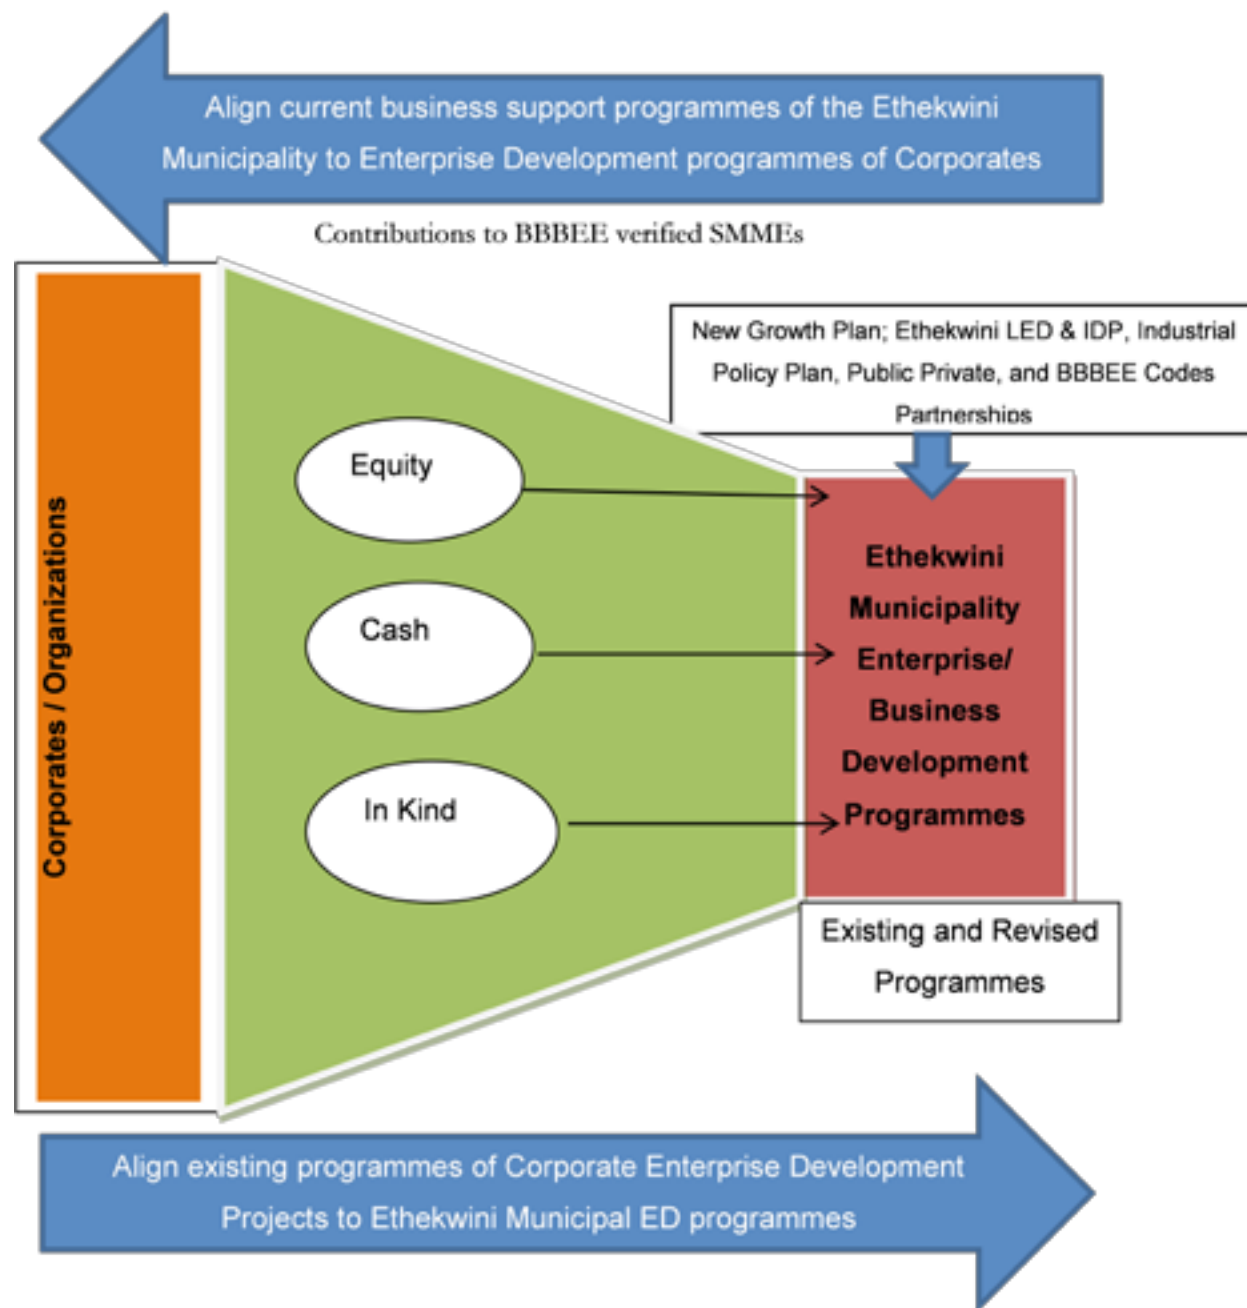 Align current business support programmes of the Ethekwini
Municipality to Enterprise Development programmes of Corporates
Contributions to BBBEE verified SMMEs
New Growth Plan; Ethekwini LED & IDP, Industrial
Policy Plan, Public Private, and BBBEE Codes
Partnerships
Corporates / Organizations
Equity
Cash
In Kind
Ethekwini
Municipality
Enterprise/
Business
Development
Programmes
Existing and Revised
Programmes
Align existing programmes of Corporate Enterprise Development
Projects to Ethekwini Municipal ED programmes